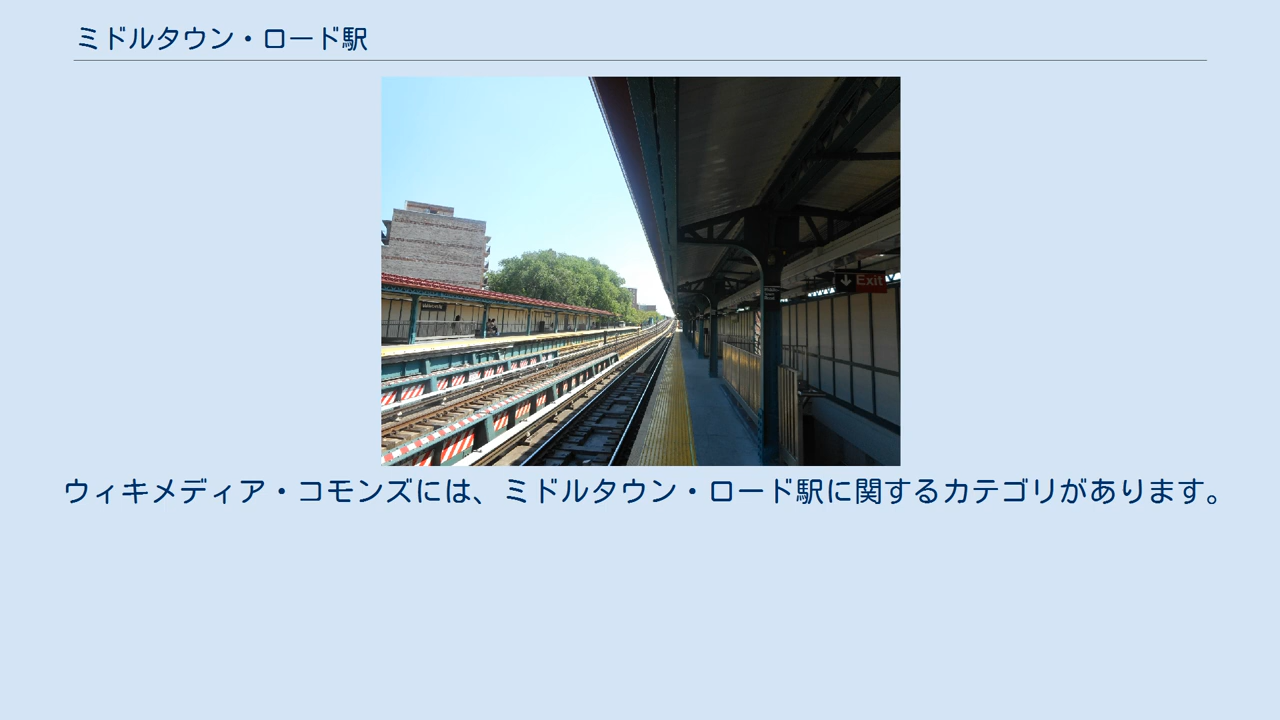 ミドルタウン・ロード駅
Exit
ウィキメディア・コモンズには、ミドルタウン・ロード駅に関するカテゴリがあります。